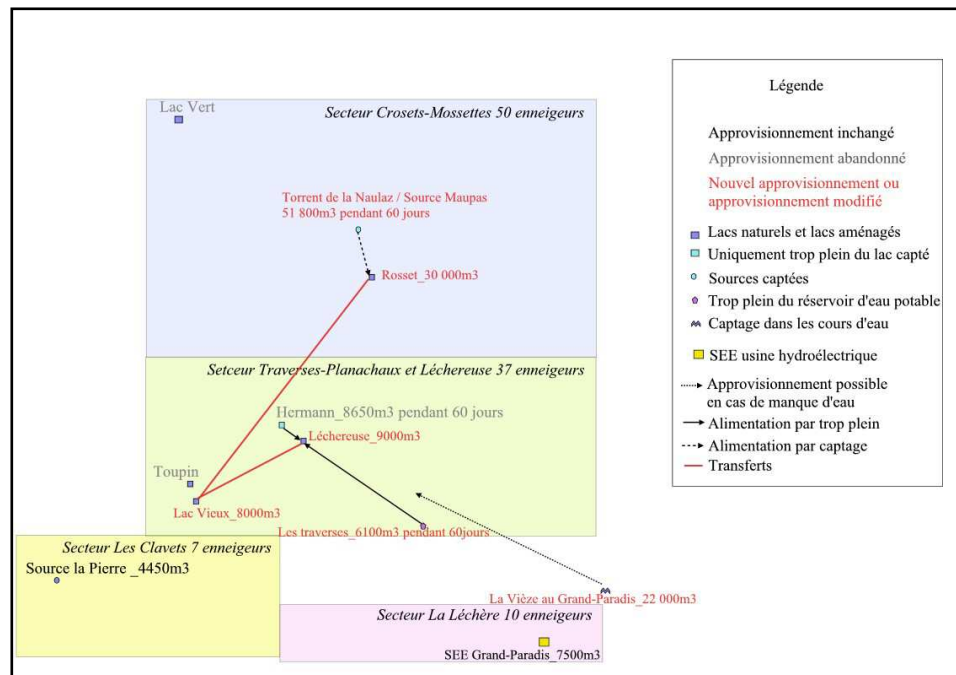 Lac Vert
Secteur Crosets-Mossettes 50 enneigeurs
Torrent de la Naulaz / Source Maupas
51 800m3 pendant 60 jours
Rosset_30 000m3
Setceur Traverses-Planachaux et Léchereuse 37 enneigeurs
Hermann_8650m3 pendant 60 jours
Léchereuse_9000m3
Toupin
Lac Vieux_8000m3
Les traverses_6100m3 pendant 60jours
Secteur Les Clavets 7 enneigeurs
Source la Pierre _4450m3
La Vièze au Grand-Paradis_22 000m3
Secteur La Léchère 10 enneigeurs
SEE Grand-Paradis_7500m3
Légende
Approvisionnement inchangé
Approvisionnement abandonné
Nouvel approvisionnement ou
approvisionnement modifié
Lacs naturels et lacs aménagés
Uniquement trop plein du lac capté
Sources captées
Trop plein du réservoir d'eau potable
Captage dans les cours d'eau
SEE usine hydroélectrique
Approvisionnement possible
en cas de manque d'eau
Alimentation par trop plein
Alimentation par captage
Transferts